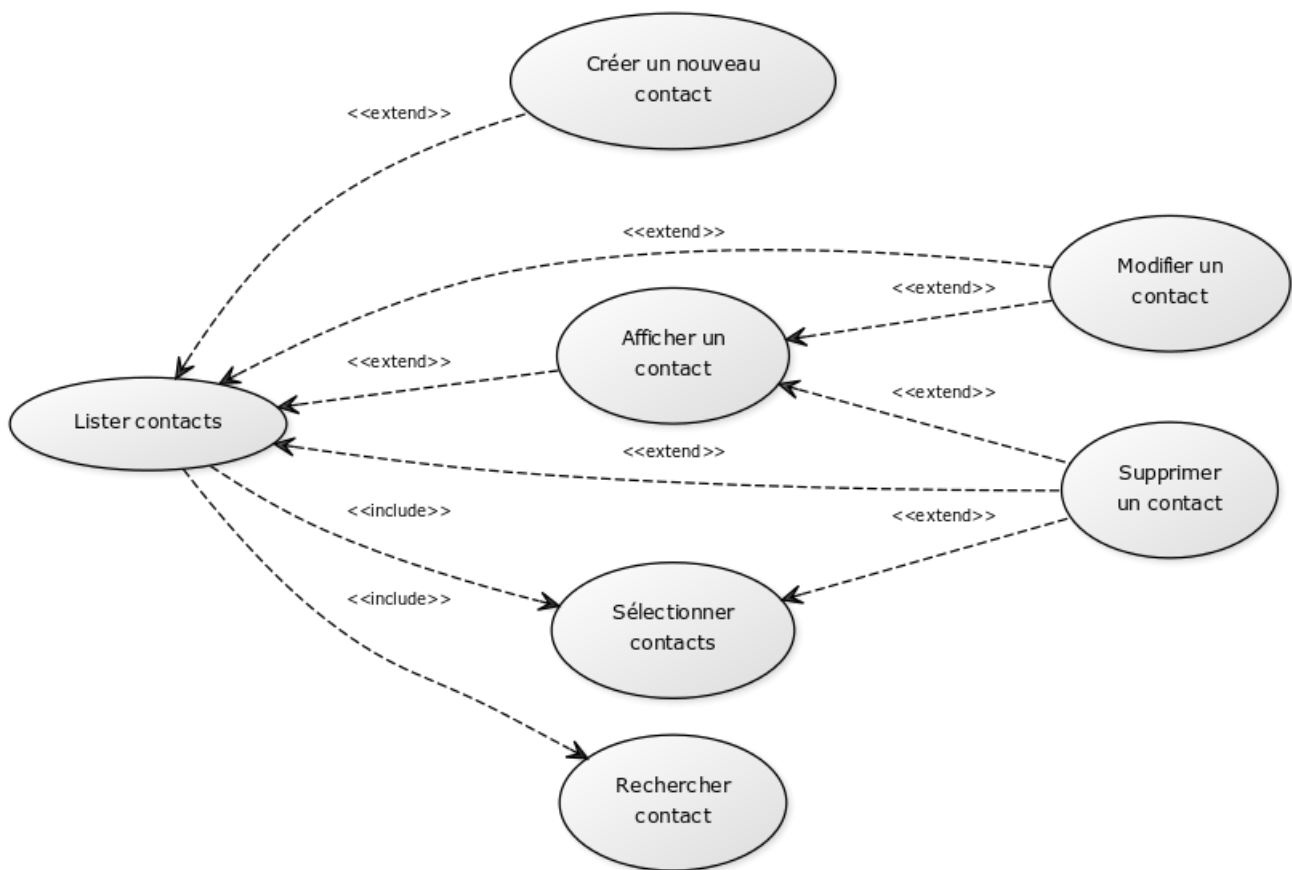 Créer un nouveau
contact
<<extend>>
<<extend>>
Modifier un
contact
<<extend>>
Afficher un
contact
<<extend>>
Lister contacts
<<extend>>
<<extend>>
Supprimer
un contact
<<include>>
<<extend>>
Sélectionner
contacts
<<include>>
Rechercher
contact